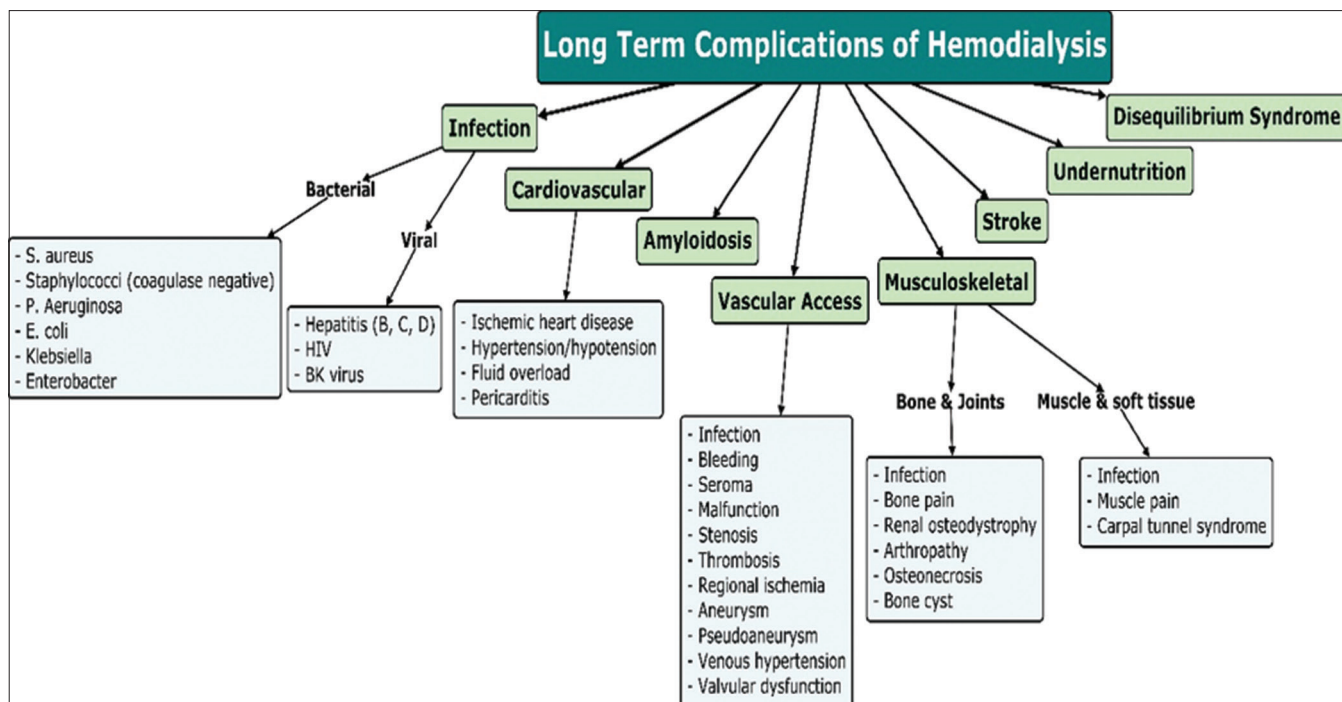 Long Term Complications of Hemodialysis
Infection
Bacterial
- S. aureus
- Staphylococci (coagulase negative)
- P. Aeruginosa
- E. coli
- Klebsiella
- Enterobacter
Viral
- Hepatitis (B, C, D)
- HIV
- BK virus
Cardiovascular
- Ischemic heart disease
- Hypertension/hypotension
- Fluid overload
- Pericarditis
Amyloidosis
Vascular Access
- Infection
- Bleeding
- Seroma
- Malfunction
- Stenosis
- Thrombosis
- Regional ischemia
- Aneurysm
- Pseudoaneurysm
- Venous hypertension
- Valvular dysfunction
Musculoskeletal
Bone & Joints
- Infection
- Bone pain
- Renal osteodystrophy
- Arthropathy
- Osteonecrosis
- Bone cyst
Muscle & soft tissue
- Infection
- Muscle pain
- Carpal tunnel syndrome
Stroke
Undernutrition
Disequilibrium Syndrome